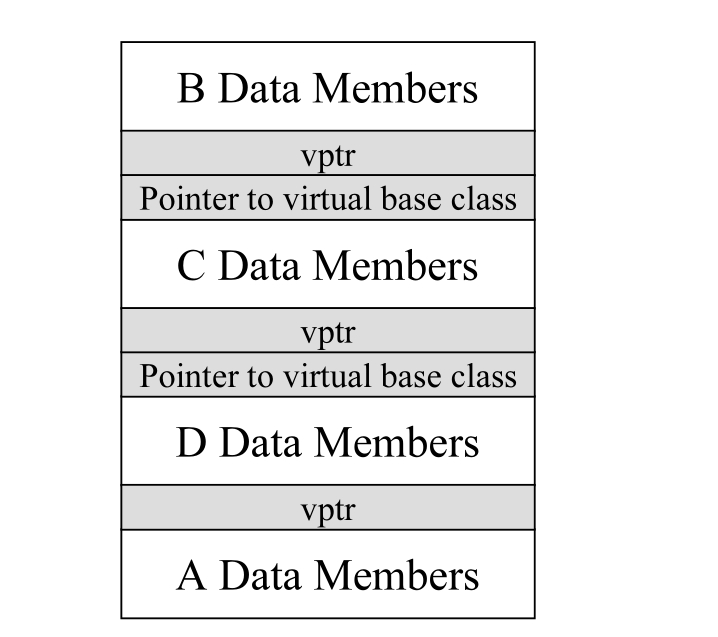 B Data Members
vptr
Pointer to virtual base class
C Data Members
vptr
Pointer to virtual base class
D Data Members
vptr
A Data Members